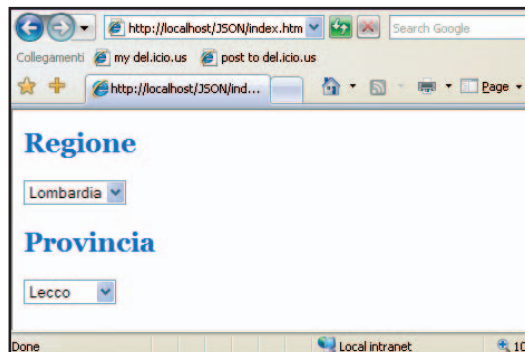 http://localhost/JSON/index.htm Search Google
Collegamenti my del.icio.us post to del.icio.us
http://localhost/JSON/ind... Page
Regione
Lombardia
Provincia
Lecco
Done Local intranet 10